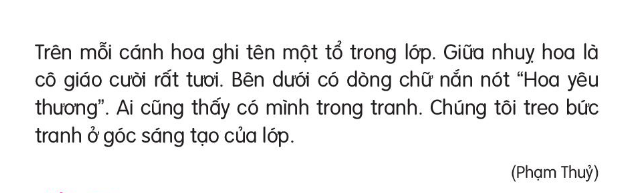 Trên mỗi cánh hoa ghi tên một tổ trong lớp. Giữa nhuỵ hoa là
cô giáo cười rất tươi. Bên dưới có dòng chữ nắn nót “Hoa yêu
thương”. Ai cũng thấy có mình trong tranh. Chúng tôi treo bức
tranh ở góc sáng tạo của lớp.
(Phạm Thuỷ)